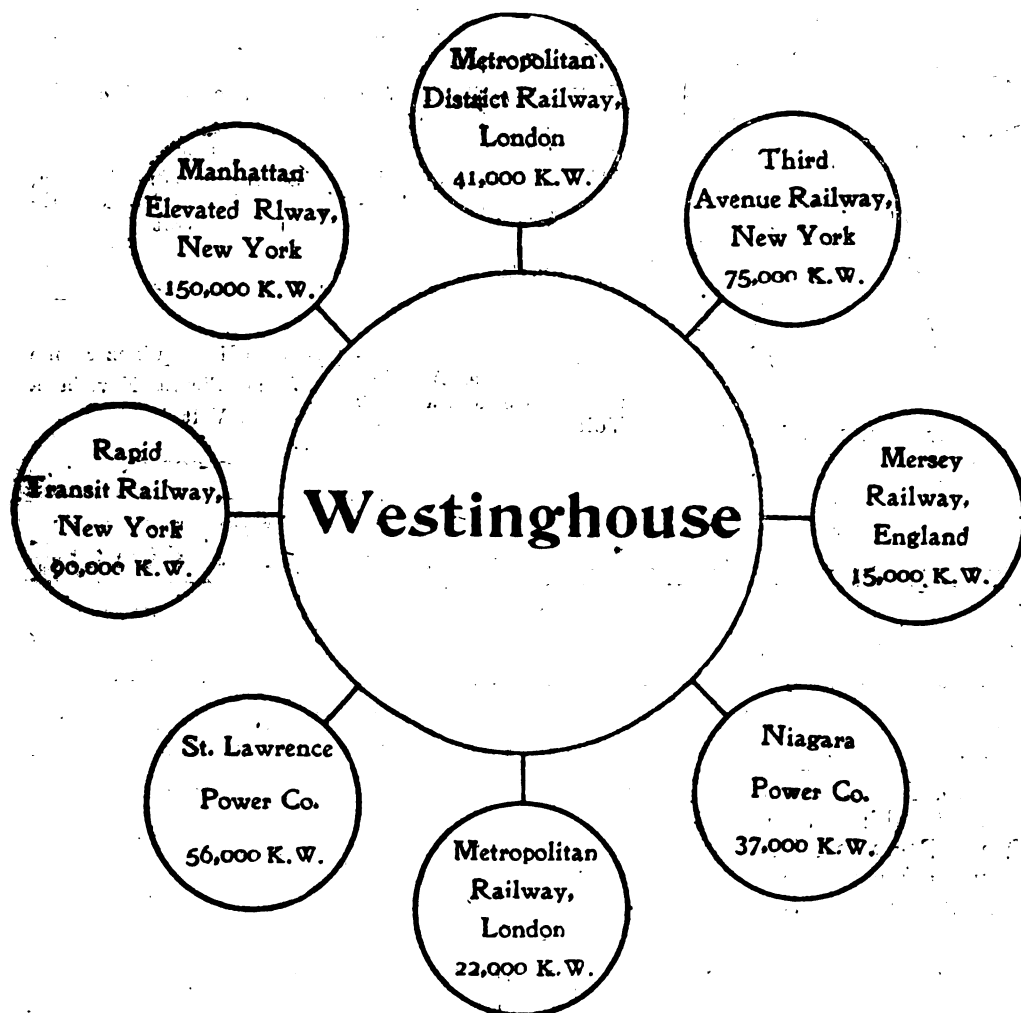 Metropolitan
District Railway,
London
41,000 K.W.
Third
Avenue Railway,
New York
75,000 K.W.
Mersey
Railway,
England
15,000 K.W.
Niagara
Power Co.
37,000 K.W.
Metropolitan
Railway,
London
22,000 K.W.
St. Lawrence
Power Co.
56,000 K.W.
Rapid
Transit Railway,
New York
90,000 K.W.
Manhattan
Elevated Rlway,
New York
150,000 K.W.
Westinghouse